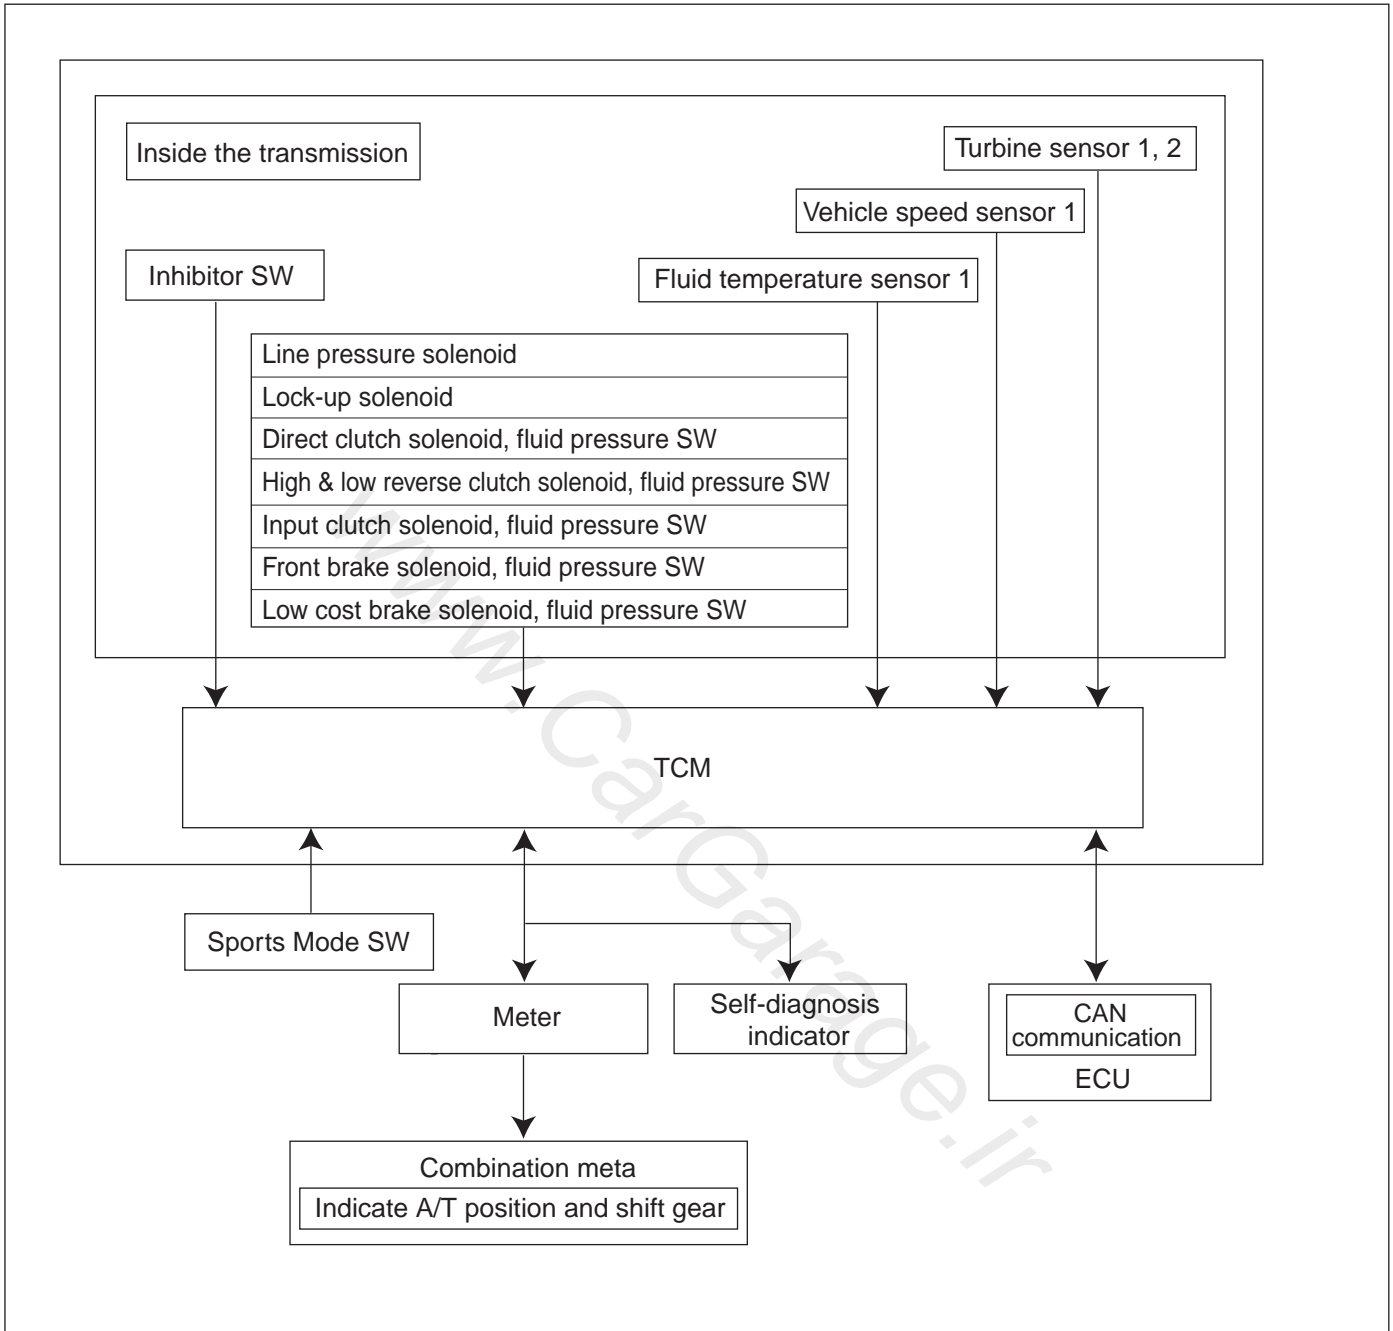 Inside the transmission
Turbine sensor 1, 2
Vehicle speed sensor 1
Inhibitor SW
Fluid temperature sensor 1
Line pressure solenoid
Lock-up solenoid
Direct clutch solenoid, fluid pressure SW
High & low reverse clutch solenoid, fluid pressure SW
Input clutch solenoid, fluid pressure SW
Front brake solenoid, fluid pressure SW
Low cost brake solenoid, fluid pressure SW
TCM
Sports Mode SW
Meter
Self-diagnosis
indicator
CAN
communication
ECU
Combination meta
Indicate A/T position and shift gear
www.CarGarage.ir